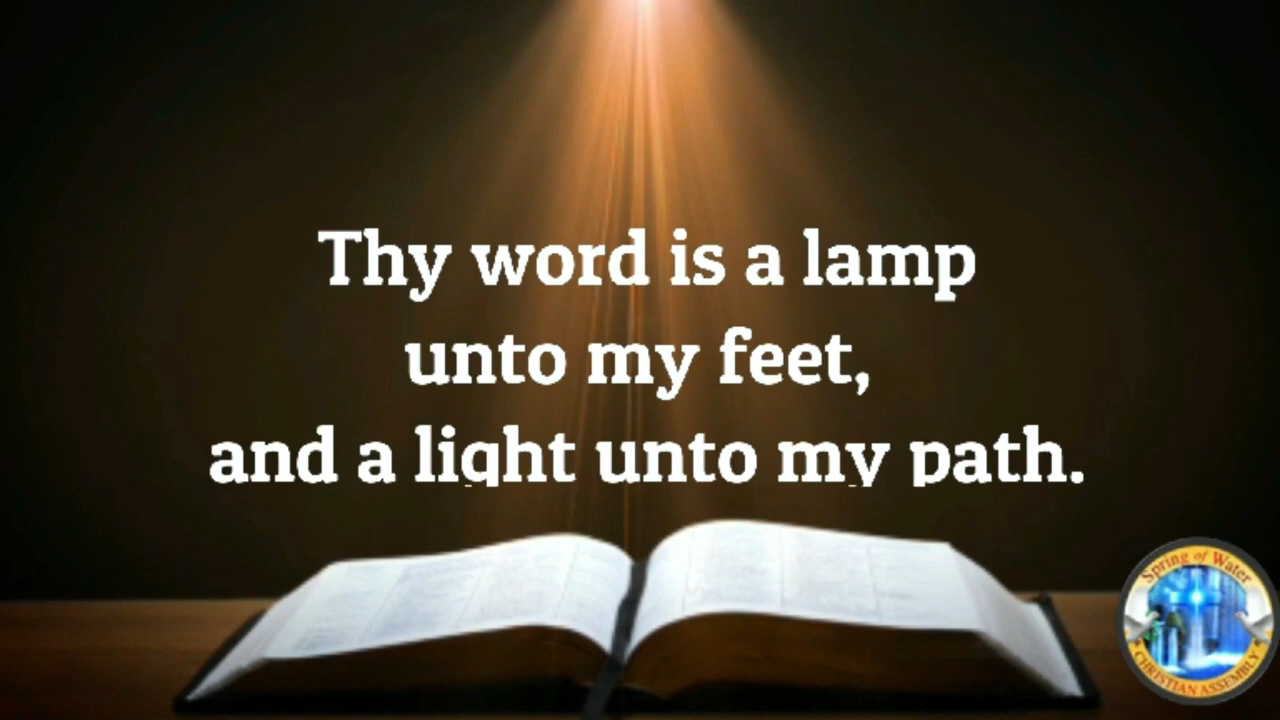 Thy word is a lamp
unto my feet,
and a light unto my path.
Spring of Water
CHRISTIAN ASSEMBLY